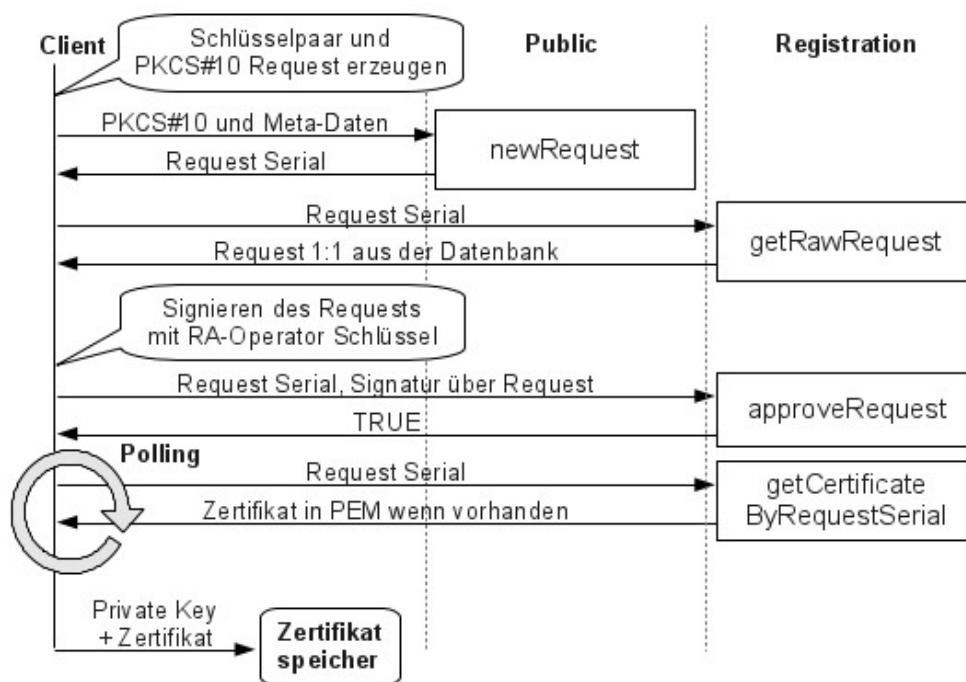 Client
Schlüsselpaar und
PKCS#10 Request erzeugen
Public
Registration
PKCS#10 und Meta-Daten
newRequest
Request Serial
Request Serial
getRawRequest
Request 1:1 aus der Datenbank
Signieren des Requests
mit RA-Operator Schlüssel
Request Serial, Signatur über Request
approveRequest
TRUE
Polling
Request Serial
getCertificate
ByRequestSerial
Zertifikat in PEM wenn vorhanden
Private Key
+ Zertifikat
Zertifikat
speicher